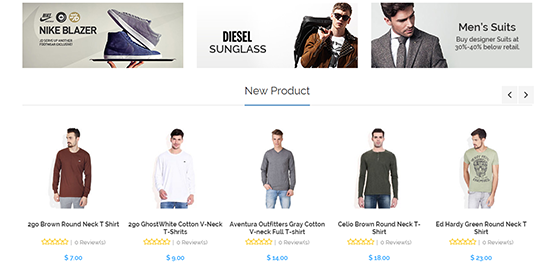 NIKE BLAZER
DIESEL
SUNGLASS
Men's Suits
Buy designer Suits at
30%-40% below retail.
New Product
290 Brown Round Neck T Shirt
0 Review(s)
$ 7.00
290 GhostWhite Cotton V-Neck
T-Shirts
0 Review(s)
$ 9.00
Aventura Outfitters Gray Cotton
V-neck Full T-shirt
0 Review(s)
$ 14.00
Celio Brown Round Neck T-
Shirt
0 Review(s)
$ 18.00
Ed Hardy Green Round Neck T
Shirt
0 Review(s)
$ 23.00